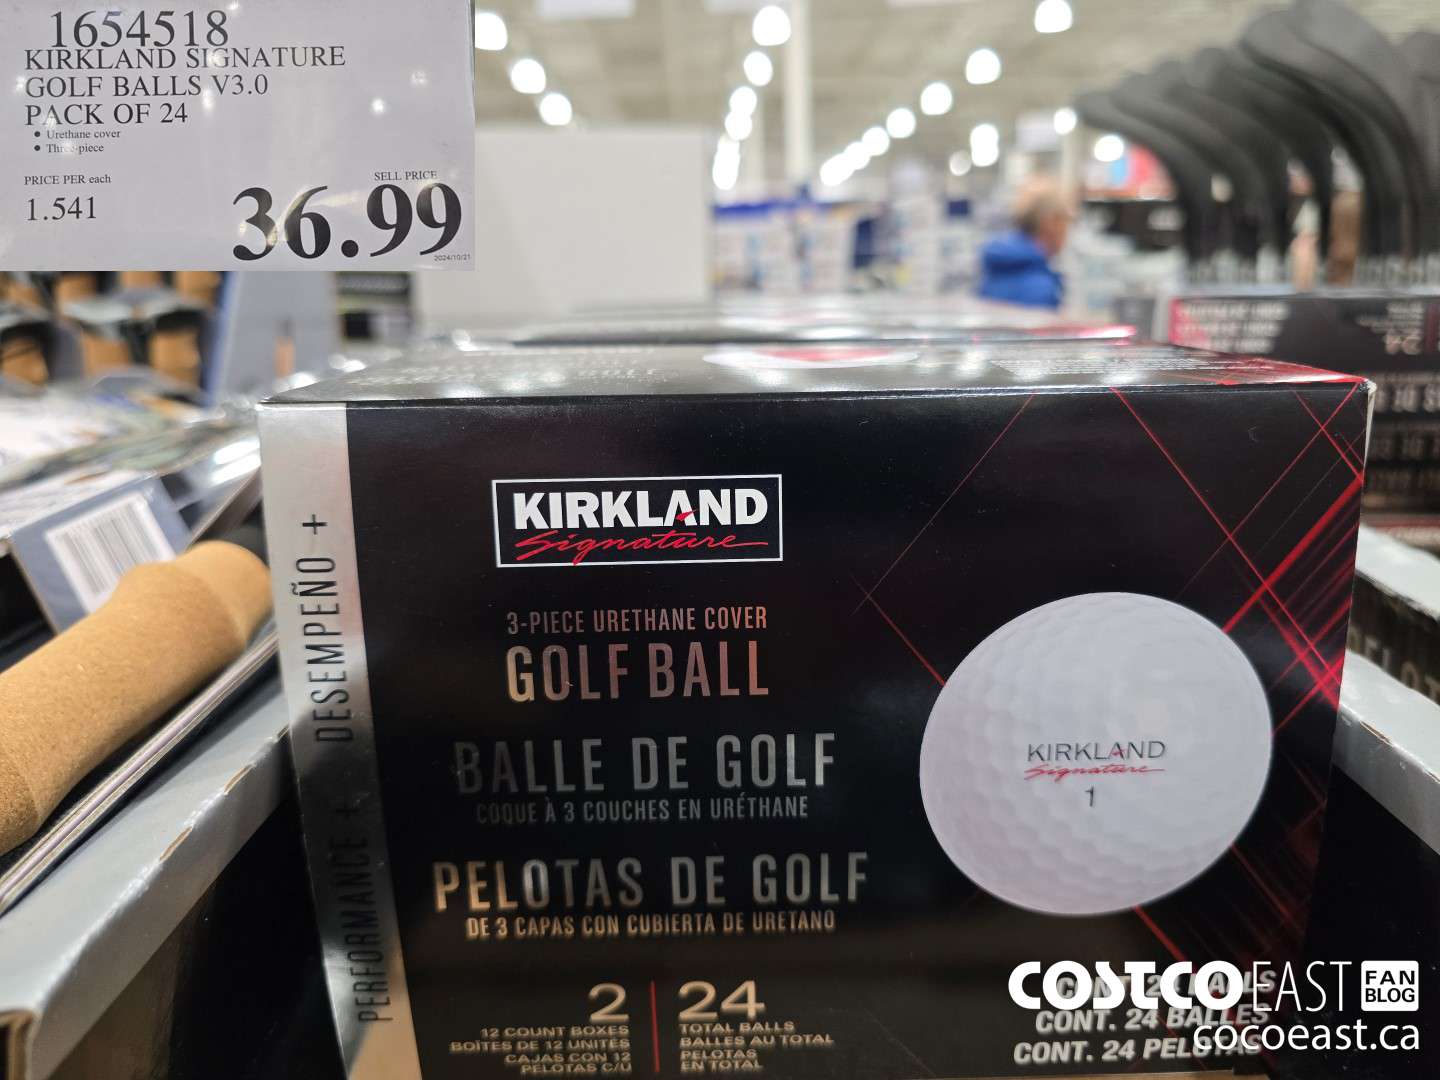 1654518
KIRKLAND SIGNATURE
GOLF BALLS V3.0
PACK OF 24
• Urethane cover
• Three-piece
PRICE PER each
1.541
SELL PRICE
36.99
2024/10/21
PERFORMANCE + DESEMPEÑO +
KIRKLAND
Signature
3-PIECE URETHANE COVER
GOLF BALL
BALLE DE GOLF
COQUE À 3 COUCHES EN URÉTHANE
PELOTAS DE GOLF
DE 3 CAPAS CON CUBIERTA DE URETANO
2
12 COUNT BOXES
BOÎTES DE 12 UNITÉS
CAJAS CON 12
PELOTAS C/U
24
TOTAL BALLS
BALLES AU TOTAL
PELOTAS
EN TOTAL
KIRKLAND
Signature
1
CONT. 24 BALLS
CONT. 24 BALLES
CONT. 24 PELOTAS
COSTCO EAST FAN BLOG
cocoeast.ca